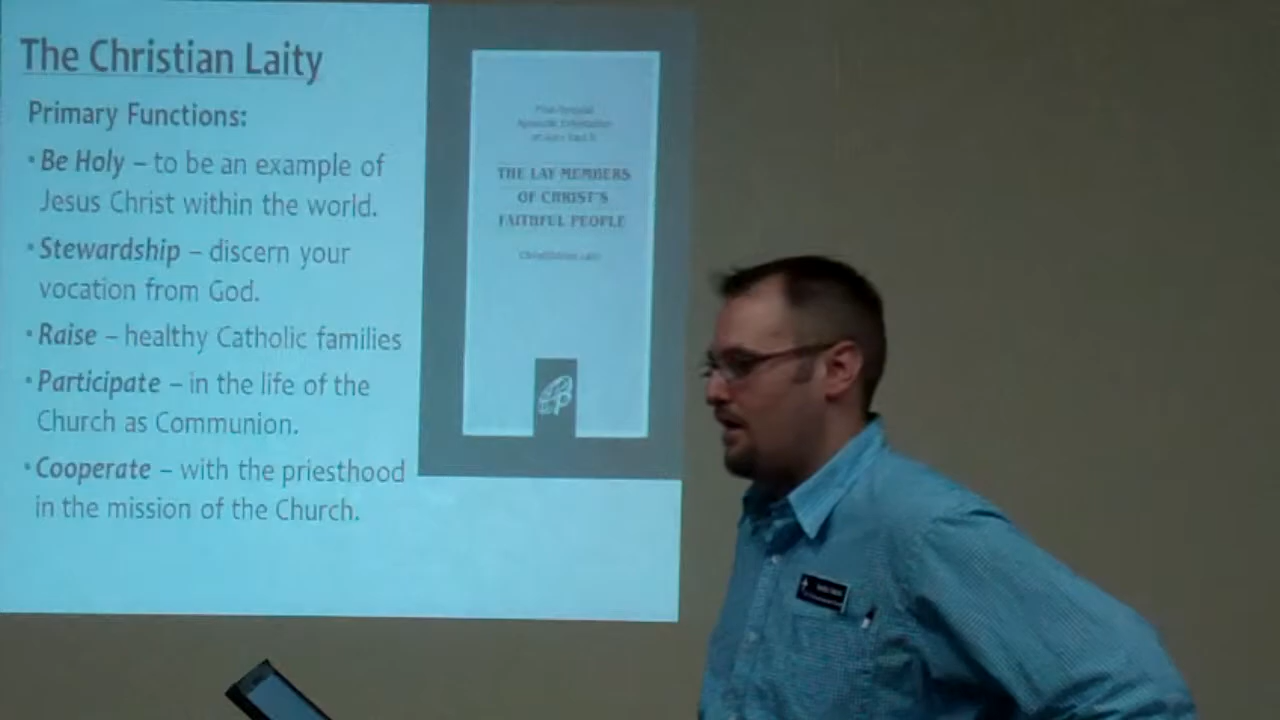 The Christian Laity
Primary Functions:
• Be Holy – to be an example of
Jesus Christ within the world.
• Stewardship – discern your
vocation from God.
• Raise – healthy Catholic families
• Participate – in the life of the
Church as Communion.
• Cooperate – with the priesthood
in the mission of the Church.
THE LAY MEMBERS
OF CHRIST'S
FAITHFUL PEOPLE